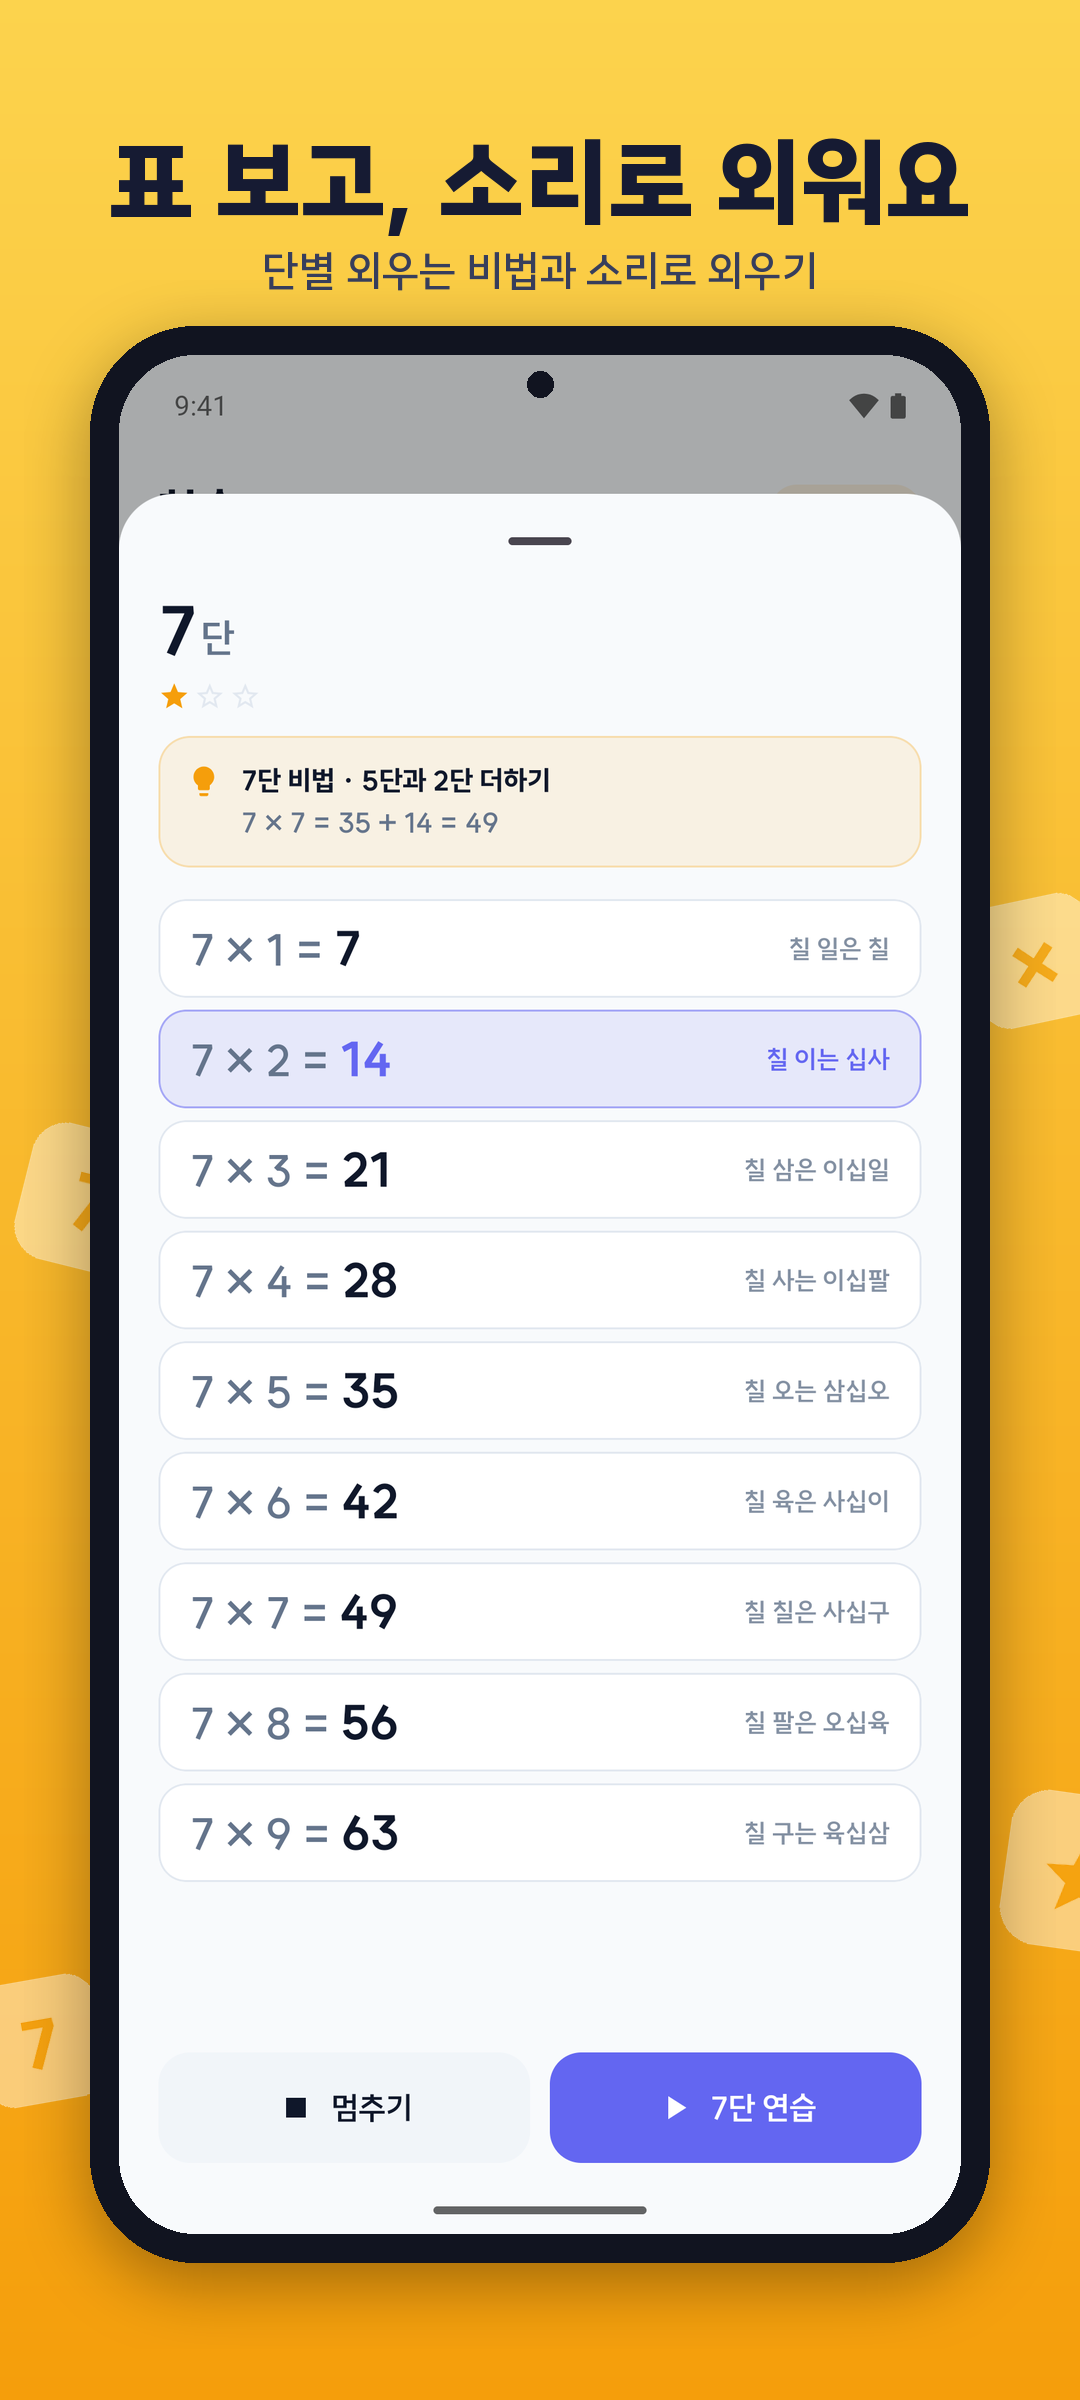 표 보고, 소리로 외워요
단별 외우는 비법과 소리로 외우기
9:41
7단
7단 비법 · 5단과 2단 더하기
7 × 7 = 35 + 14 = 49
7 × 1 = 7 칠 일은 칠
×
7 × 2 = 14 칠 이는 십사
7 × 3 = 21 칠 삼은 이십일
7 × 4 = 28 칠 사는 이십팔
7 × 5 = 35 칠 오는 삼십오
7 × 6 = 42 칠 육은 사십이
7 × 7 = 49 칠 칠은 사십구
7 × 8 = 56 칠 팔은 오십육
7 × 9 = 63 칠 구는 육십삼
7
멈추기
7단 연습